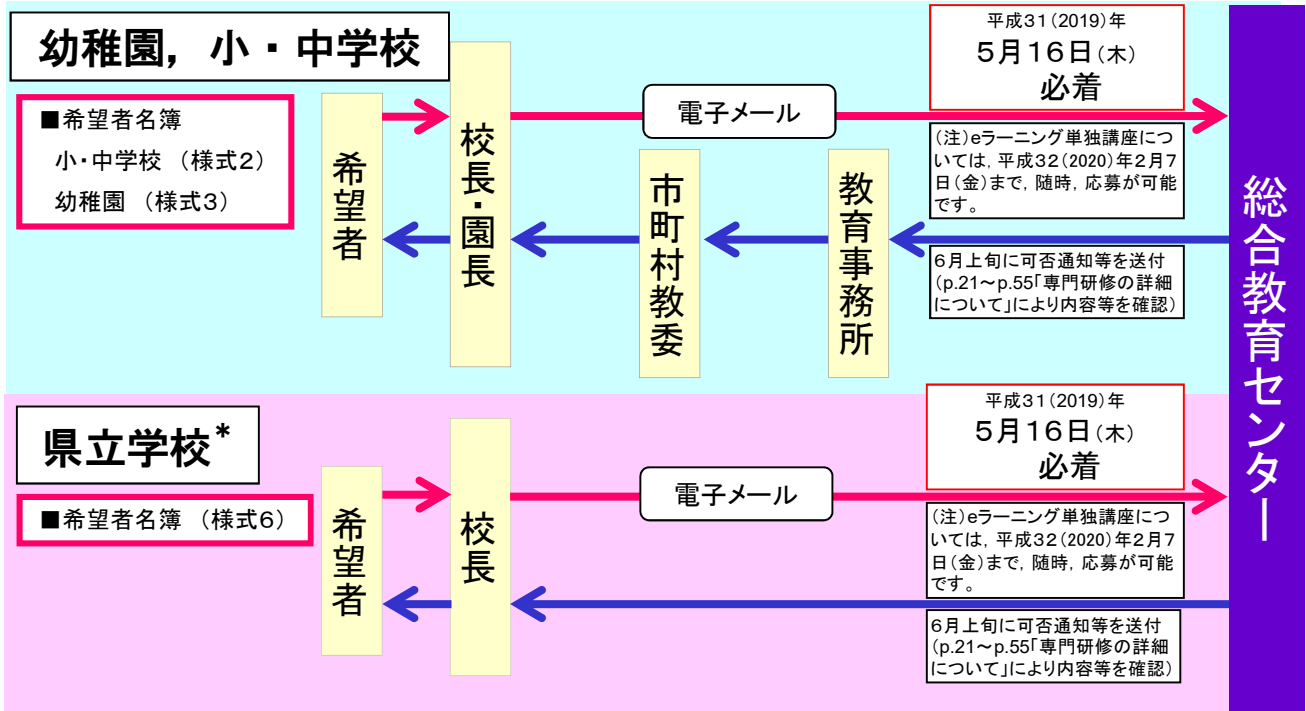 幼稚園，小・中学校
■希望者名簿
小・中学校 （様式２）
幼稚園 （様式３）
希望者
校長・園長
電子メール
市町村教委
教育事務所
平成３１（２０１９）年
５月１６日（木）
必着
（注）eラーニング単独講座につ
いては，平成３２（２０２０）年２月７
日（金）まで，随時，応募が可能
です。
６月上旬に可否通知等を送付
（p.21～p.55「専門研修の詳細
について」により内容等を確認）
総合教育センター
県立学校*
■希望者名簿 （様式６）
希望者
校長
電子メール
平成３１（２０１９）年
５月１６日（木）
必着
（注）eラーニング単独講座につ
いては，平成３２（２０２０）年２月７
日（金）まで，随時，応募が可能
です。
６月上旬に可否通知等を送付
（p.21～p.55「専門研修の詳細
について」により内容等を確認）